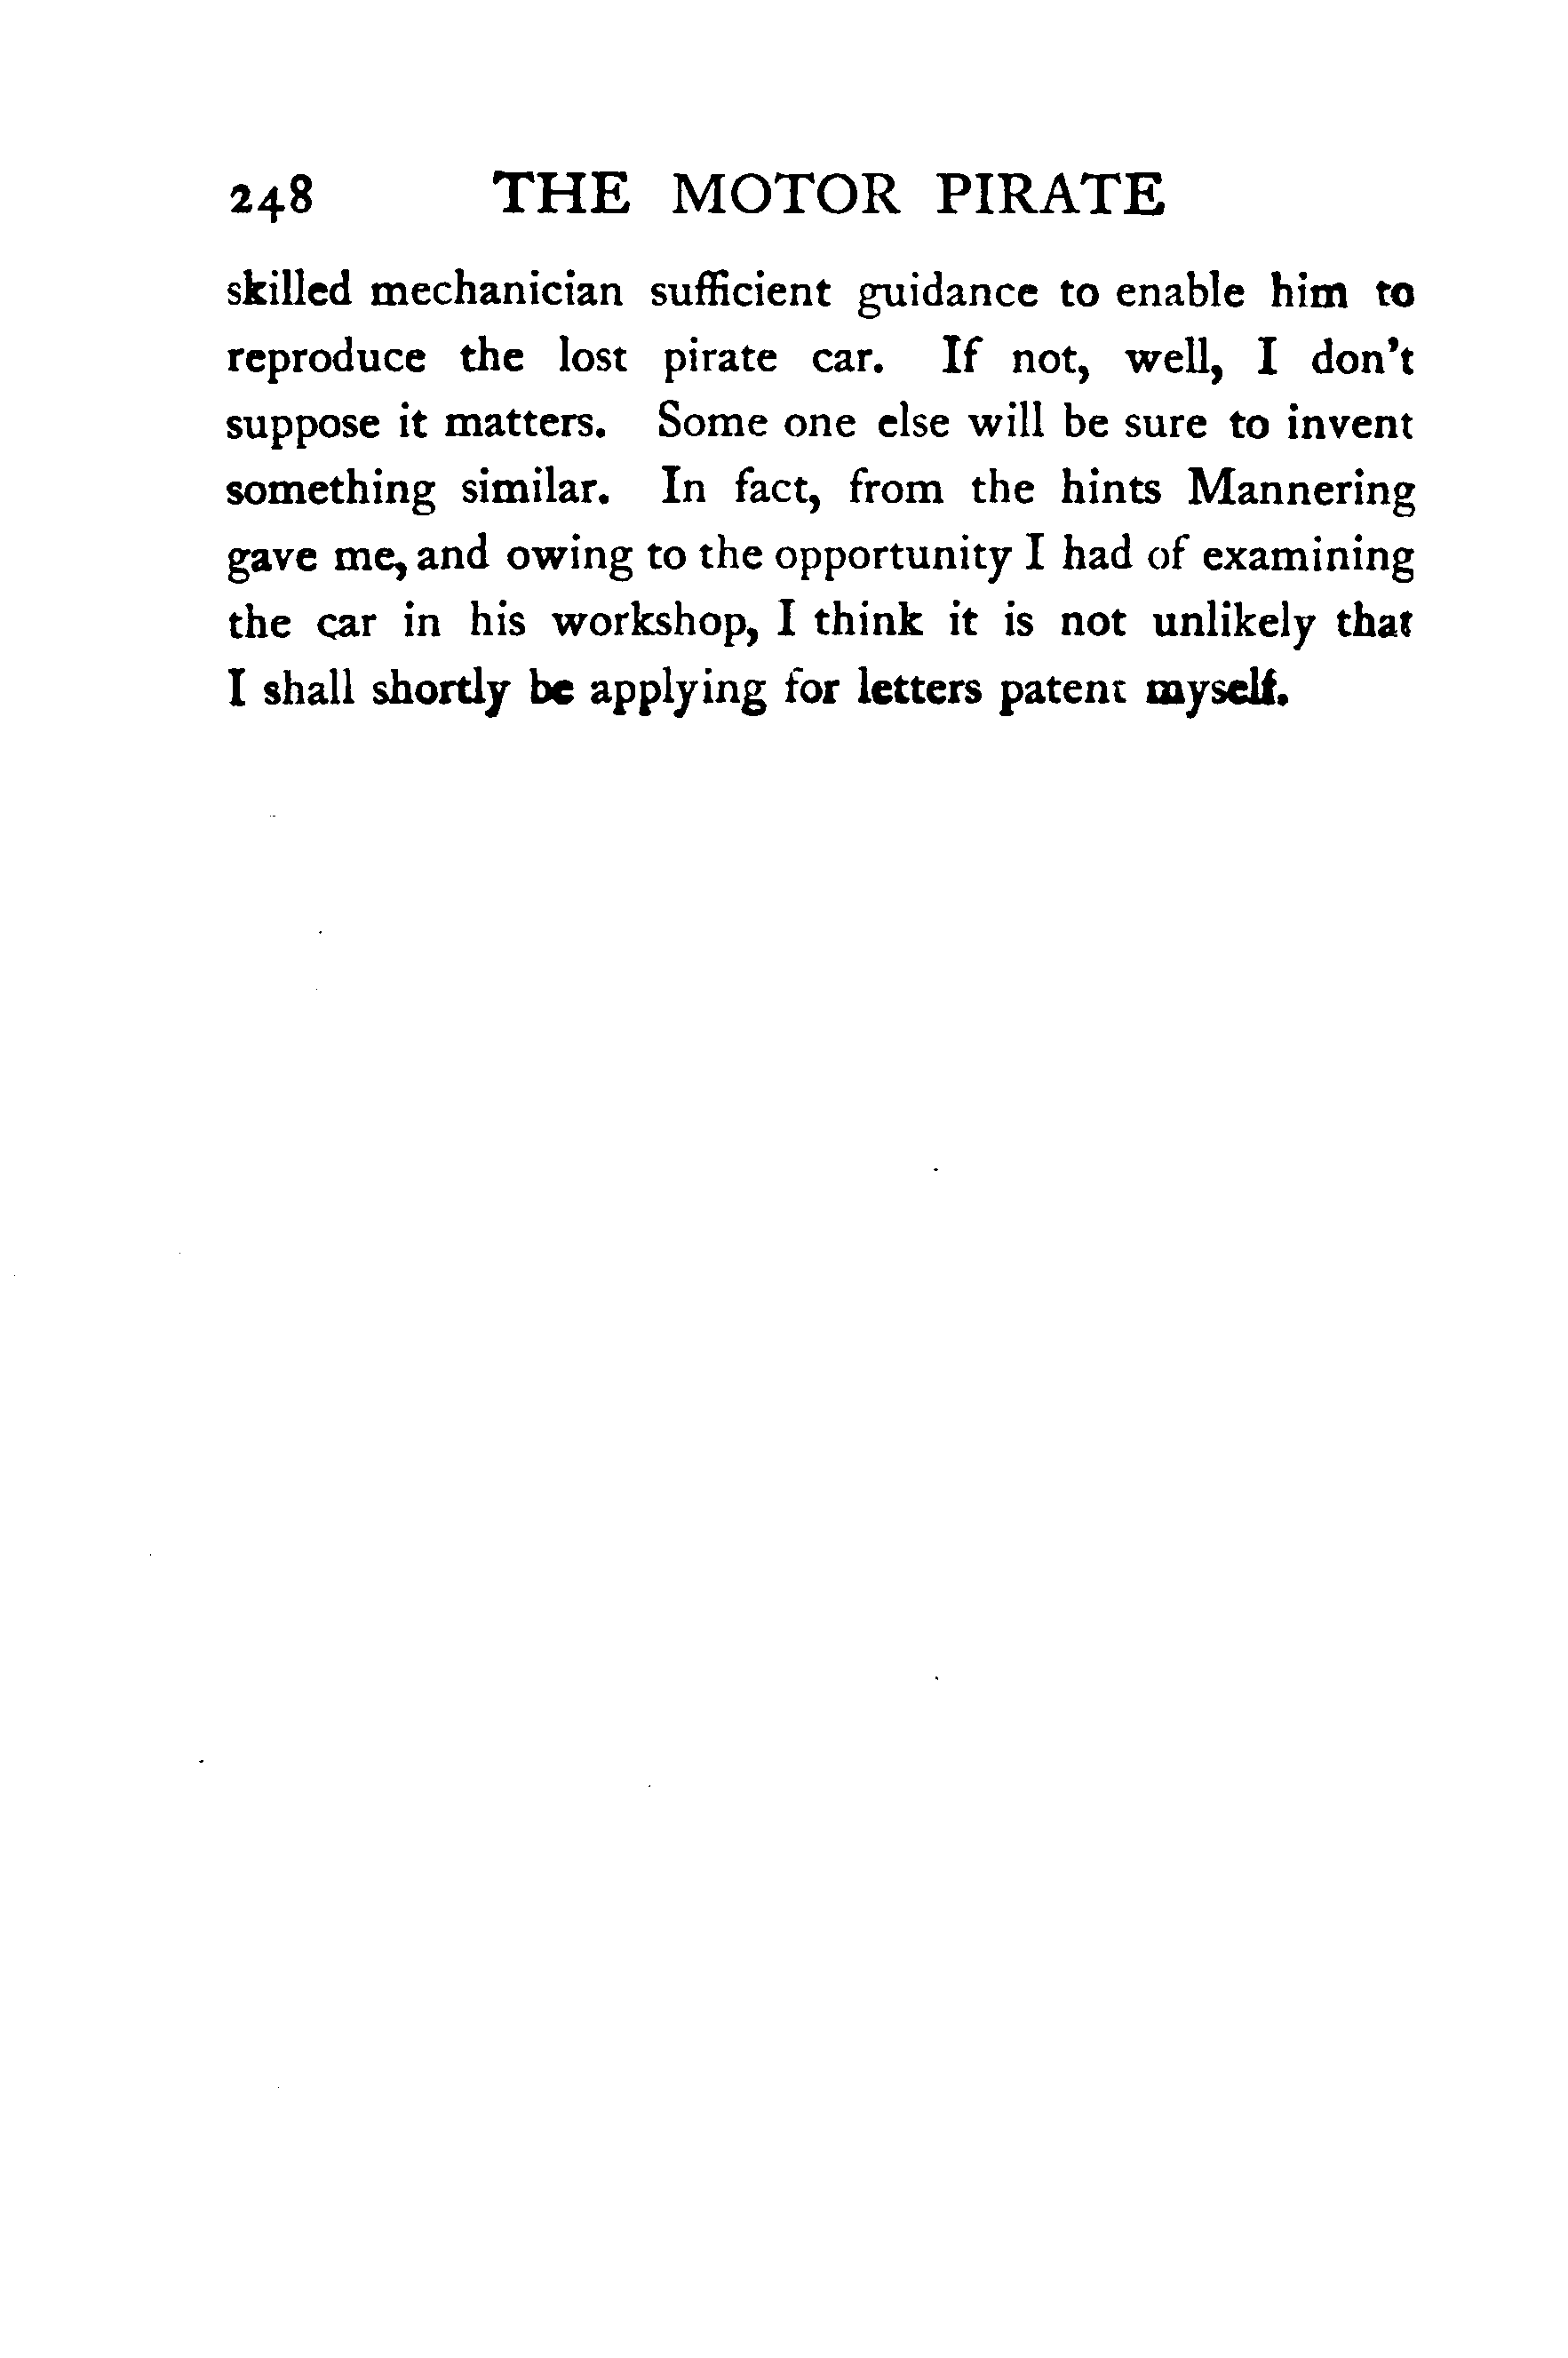 248 THE MOTOR PIRATE
skilled mechanician sufficient guidance to enable him to
reproduce the lost pirate car. If not, well, I don't
suppose it matters. Some one else will be sure to invent
something similar. In fact, from the hints Mannering
gave me, and owing to the opportunity I had of examining
the car in his workshop, I think it is not unlikely that
I shall shortly be applying for letters patent myself.